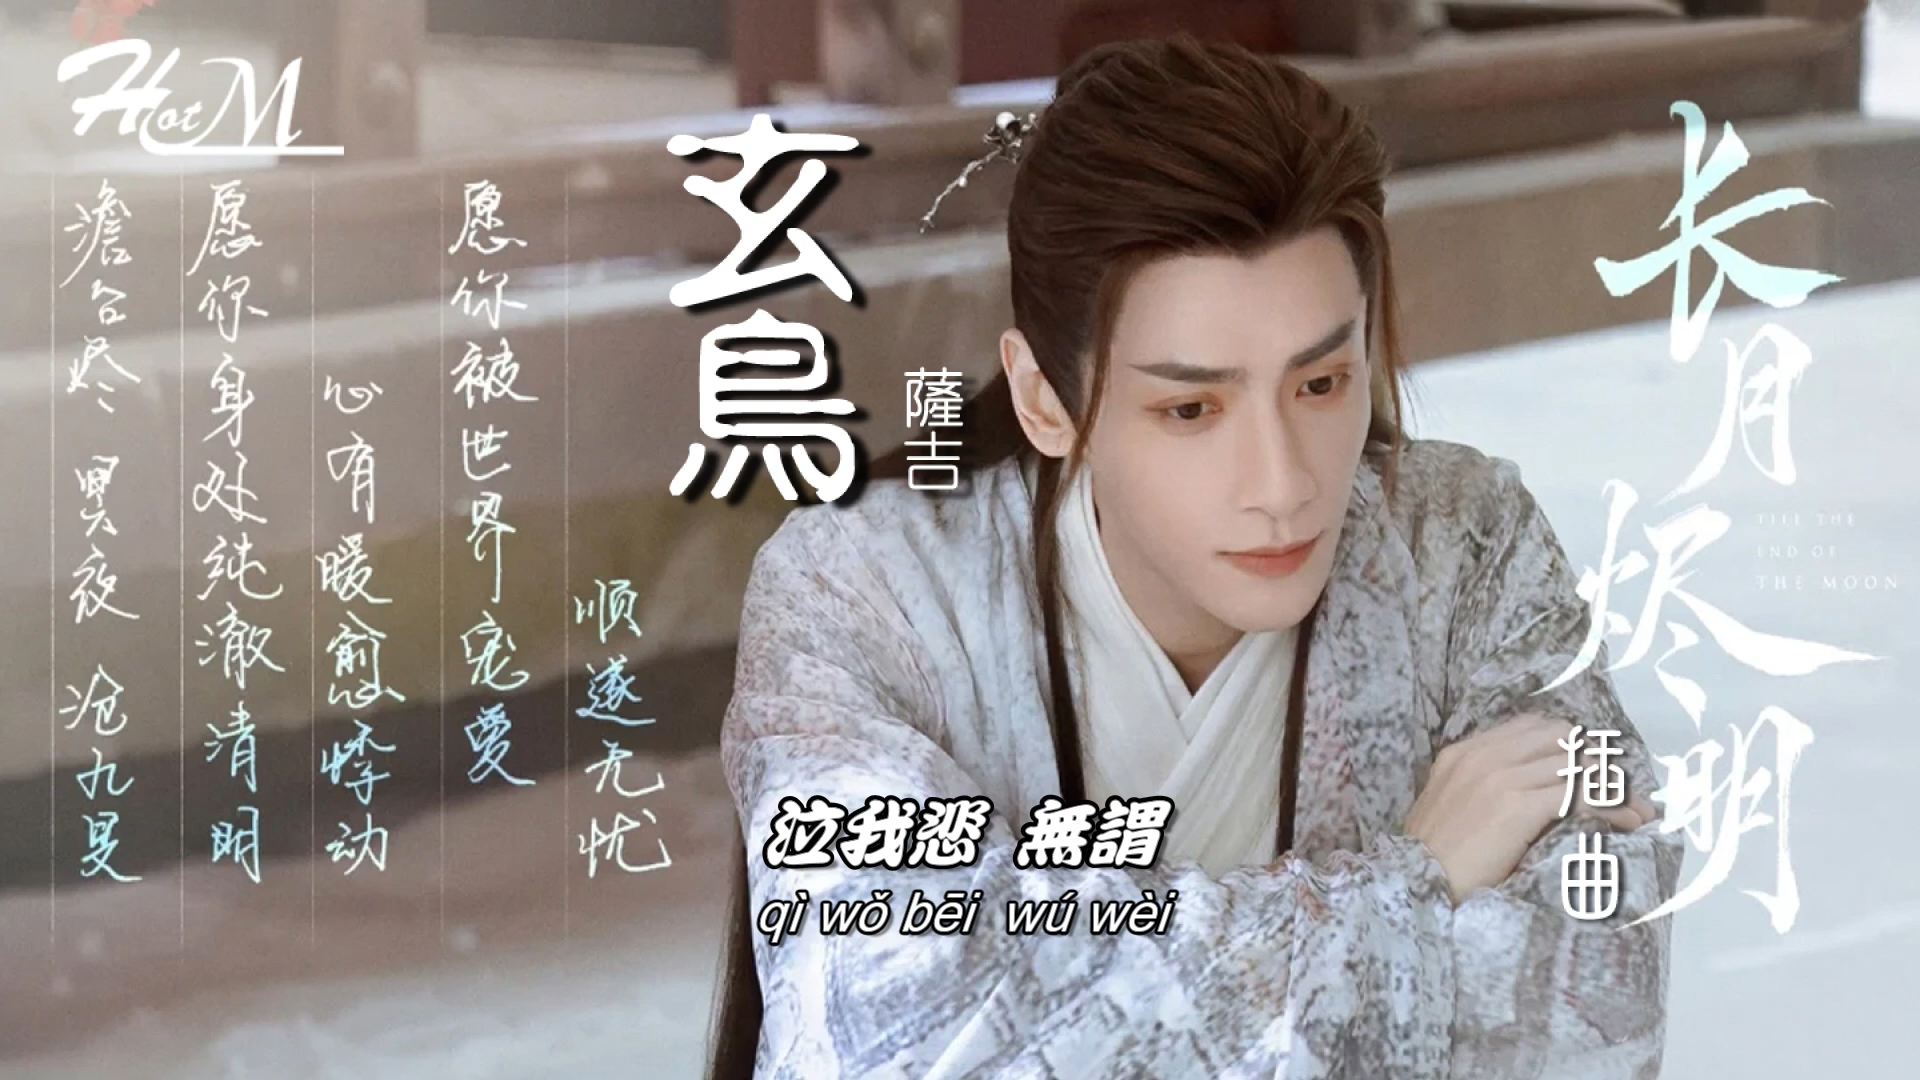 HotM
澹台烬 冥夜 沧九旻
愿你身处纯澈清明
心有暖愈悸动
愿你被世界宠爱
顺遂无忧
玄鳥
薩吉
长月烬明
TILL THE
END OF
THE MOON
插曲
泣我悲 無謂
qì wǒ bēi wú wèi